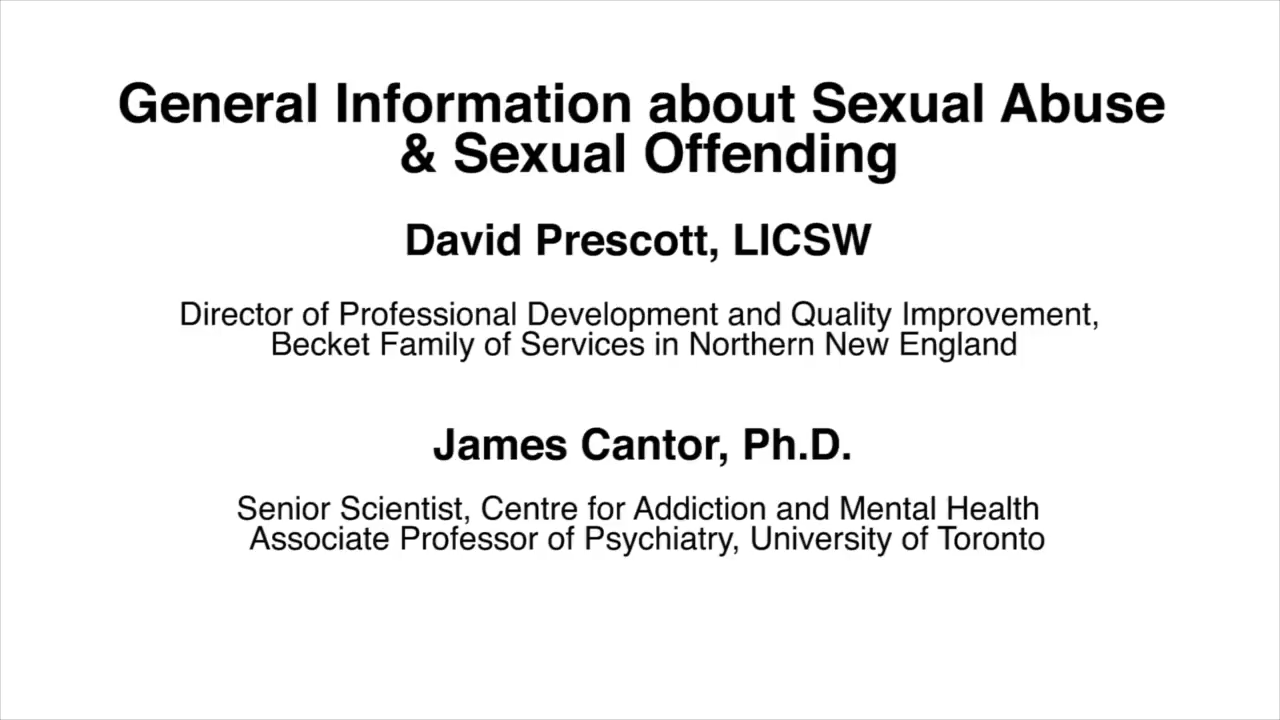 General Information about Sexual Abuse
& Sexual Offending
David Prescott, LICSW
Director of Professional Development and Quality Improvement,
Becket Family of Services in Northern New England
James Cantor, Ph.D.
Senior Scientist, Centre for Addiction and Mental Health
Associate Professor of Psychiatry, University of Toronto